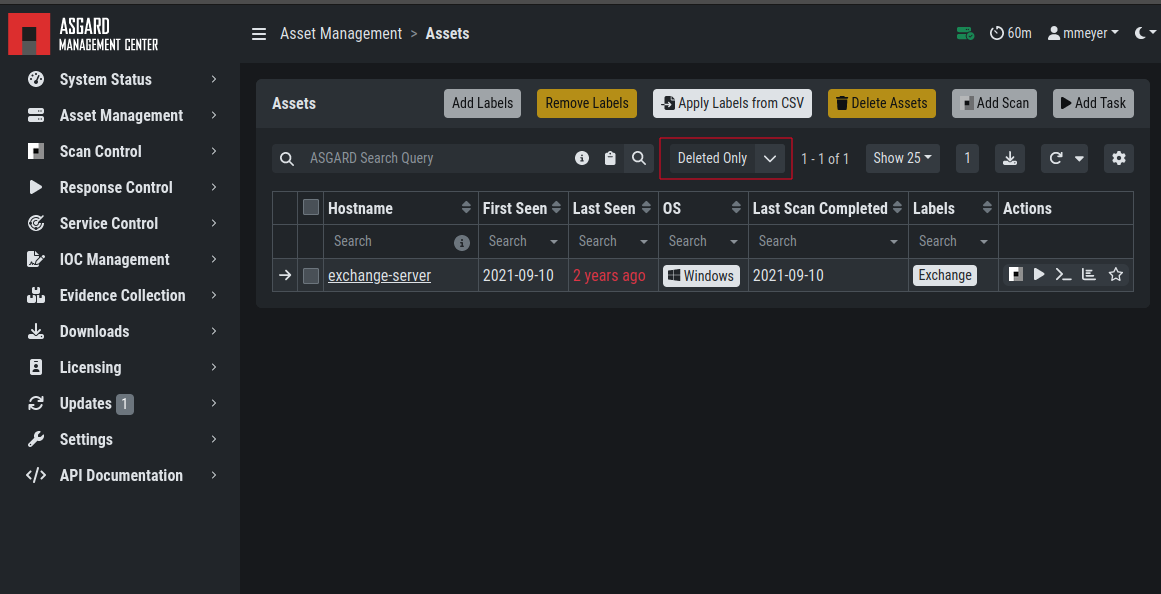 ASGARD
MANAGEMENT CENTER
Asset Management > Assets
60m
mmeyer
System Status
Asset Management
Scan Control
Response Control
Service Control
IOC Management
Evidence Collection
Downloads
Licensing
Updates 1
Settings
API Documentation
Assets
Add Labels
Remove Labels
Apply Labels from CSV
Delete Assets
Add Scan
Add Task
ASGARD Search Query
Deleted Only
1 - 1 of 1
Show 25
1
Hostname First Seen Last Seen OS Last Scan Completed Labels Actions
Search Search Search Search Search Search
exchange-server 2021-09-10 2 years ago Windows 2021-09-10 Exchange